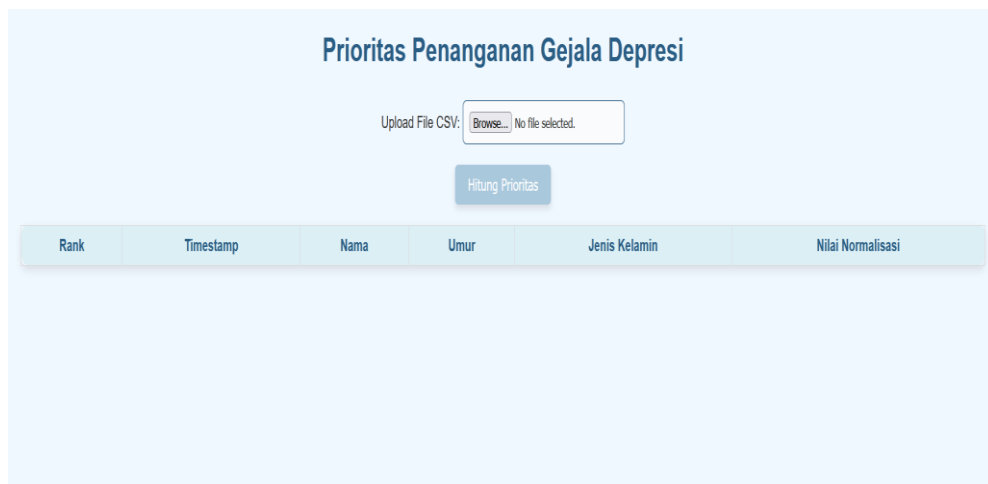 Prioritas Penanganan Gejala Depresi
Upload File CSV: Browse... No file selected.
Hitung Prioritas
Rank Timestamp Nama Umur Jenis Kelamin Nilai Normalisasi